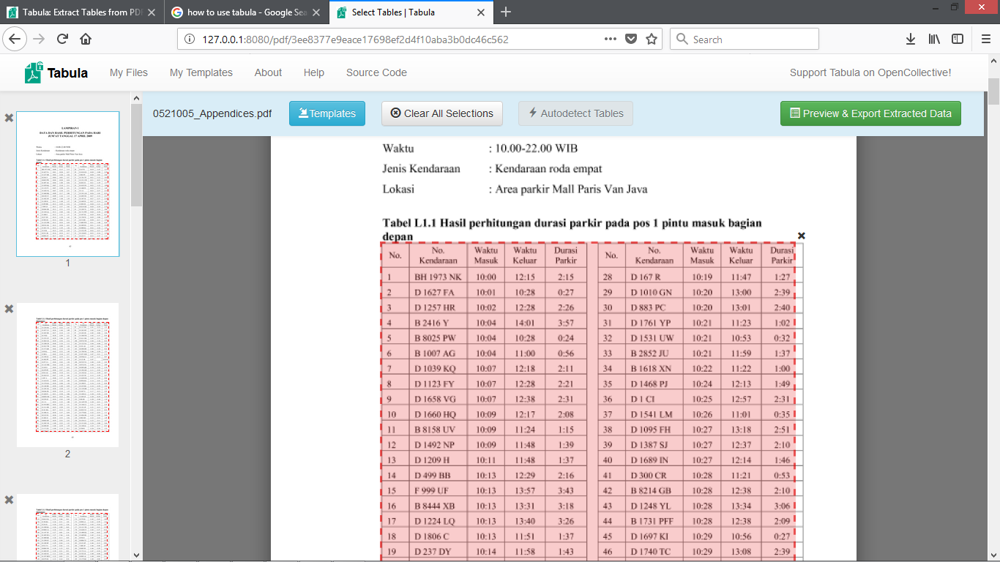 Tabula: Extract Tables from PD
how to use tabula - Google Sea
Select Tables | Tabula
127.0.0.1:8080/pdf/3ee8377e9eace17698ef2d4f10aba3b0dc46c562
Search
Tabula My Files My Templates About Help Source Code Support Tabula on OpenCollective!
0521005_Appendices.pdf Templates Clear All Selections Autodetect Tables Preview & Export Extracted Data
1
2
Waktu : 10.00-22.00 WIB
Jenis Kendaraan : Kendaraan roda empat
Lokasi : Area parkir Mall Paris Van Java
Tabel L1.1 Hasil perhitungan durasi parkir pada pos 1 pintu masuk bagian
depan
No. No. Kendaraan Waktu Masuk Waktu Keluar Durasi Parkir No. No. Kendaraan Waktu Masuk Waktu Keluar Durasi Parkir
1 BH 1973 NK 10:00 12:15 2:15 28 D 167 R 10:19 11:47 1:27
2 D 1627 FA 10:01 10:28 0:27 29 D 1010 GN 10:20 13:00 2:39
3 D 1257 HR 10:02 12:28 2:26 30 D 883 PC 10:20 13:01 2:40
4 B 2416 Y 10:04 14:01 3:57 31 D 1761 YP 10:21 11:23 1:02
5 B 8025 PW 10:04 10:28 0:24 32 D 1531 UW 10:21 10:53 0:32
6 B 1007 AG 10:04 11:00 0:56 33 B 2852 JU 10:21 11:59 1:37
7 D 1039 KQ 10:07 12:18 2:11 34 B 1618 XN 10:22 11:22 1:00
8 D 1123 FY 10:07 12:28 2:21 35 D 1468 PJ 10:24 12:13 1:49
9 D 1658 VG 10:07 12:38 2:31 36 D 1 CI 10:25 12:57 2:31
10 D 1660 HQ 10:09 12:17 2:08 37 D 1541 LM 10:26 11:01 0:35
11 B 8158 UV 10:09 11:24 1:15 38 D 1095 FH 10:27 13:18 2:51
12 D 1492 NP 10:09 11:48 1:39 39 D 1387 SJ 10:27 12:37 2:10
13 D 1209 H 10:11 11:48 1:37 40 D 1689 IN 10:27 12:14 1:46
14 D 499 BB 10:13 12:29 2:16 41 D 300 CR 10:28 11:21 0:53
15 F 999 UF 10:13 13:57 3:43 42 B 8214 GB 10:28 12:38 2:10
16 B 8444 XB 10:13 13:31 3:18 43 D 1248 YL 10:28 13:34 3:06
17 D 1224 LQ 10:13 13:40 3:26 44 B 1731 PFF 10:28 12:38 2:09
18 D 1806 C 10:13 11:51 1:37 45 D 1697 KI 10:29 10:56 0:27
19 D 237 DY 10:14 11:58 1:43 46 D 1740 TC 10:29 13:08 2:39